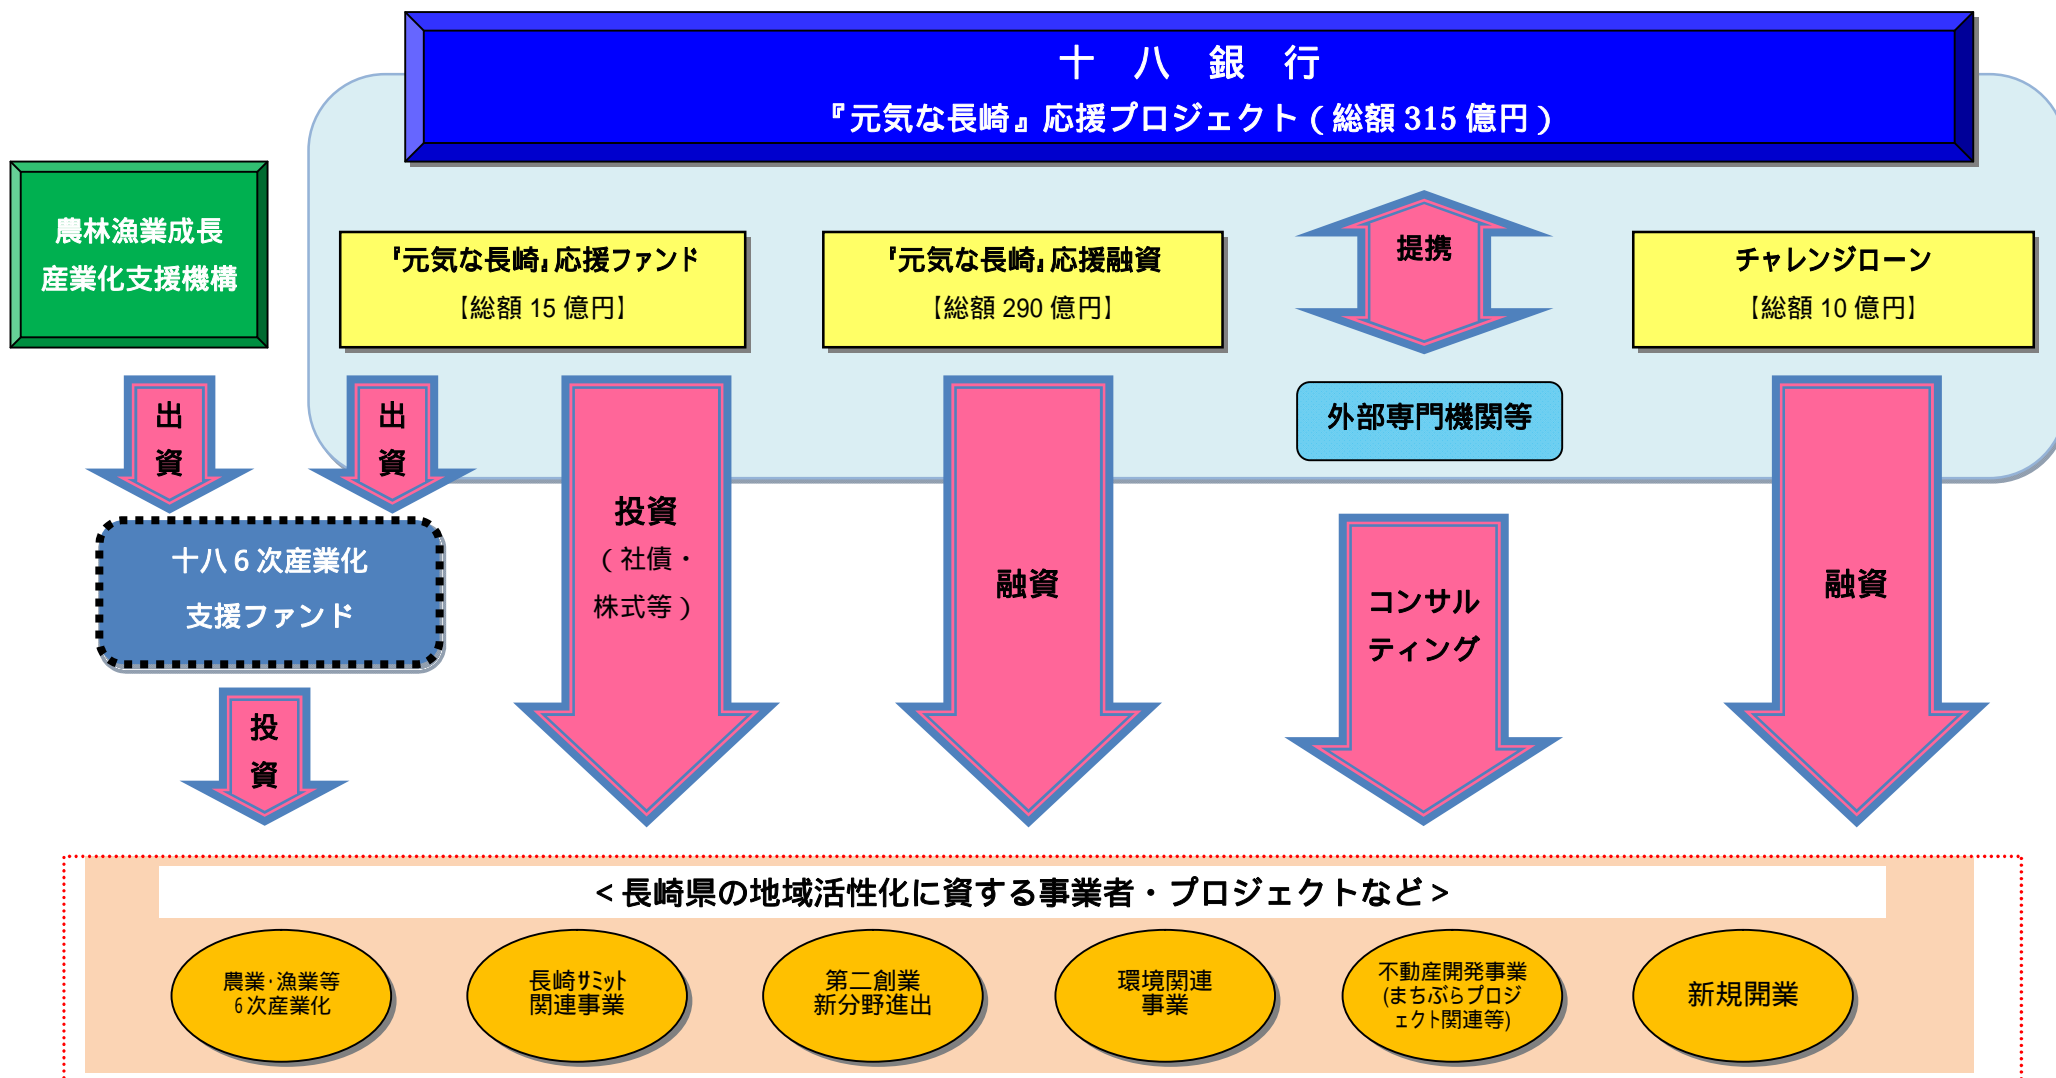 十 八 銀 行
『元気な長崎』応援プロジェクト(総額 315 億円)
農林漁業成長
産業化支援機構
『元気な長崎』応援ファンド
【総額 15 億円】
『元気な長崎』応援融資
【総額 290 億円】
提携
チャレンジローン
【総額 10 億円】
外部専門機関等
出
資
出
資
十八6次産業化
支援ファンド
投資
(社債・
株式等)
融資
コンサル
ティング
融資
投
資
<長崎県の地域活性化に資する事業者・プロジェクトなど>
農業・漁業等
6次産業化
長崎サミット
関連事業
第二創業
新分野進出
環境関連
事業
不動産開発事業
(まちぶらプロジ
ェクト関連等)
新規開業